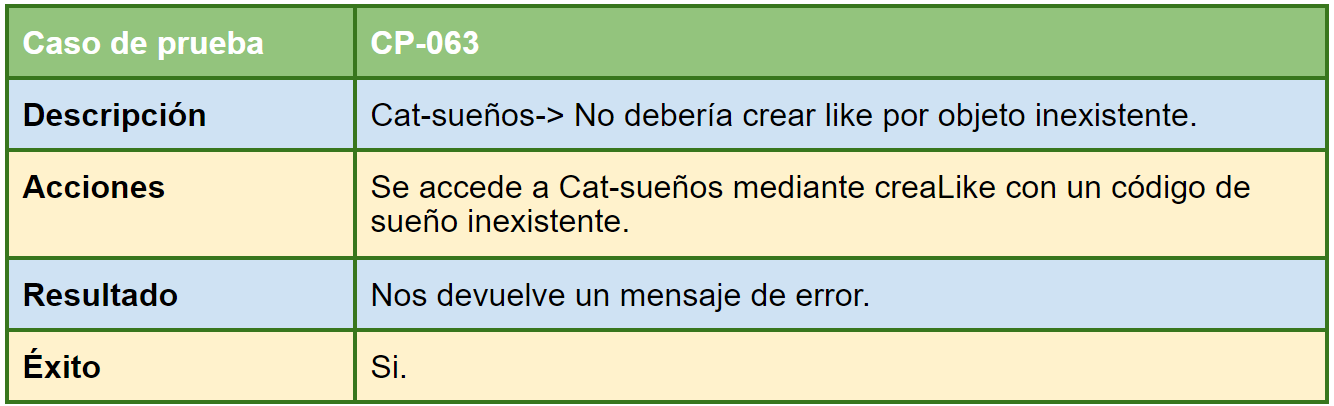 Caso de prueba CP-063
Descripción Cat-sueños-> No debería crear like por objeto inexistente.
Acciones Se accede a Cat-sueños mediante creaLike con un código de
sueño inexistente.
Resultado Nos devuelve un mensaje de error.
Éxito Si.